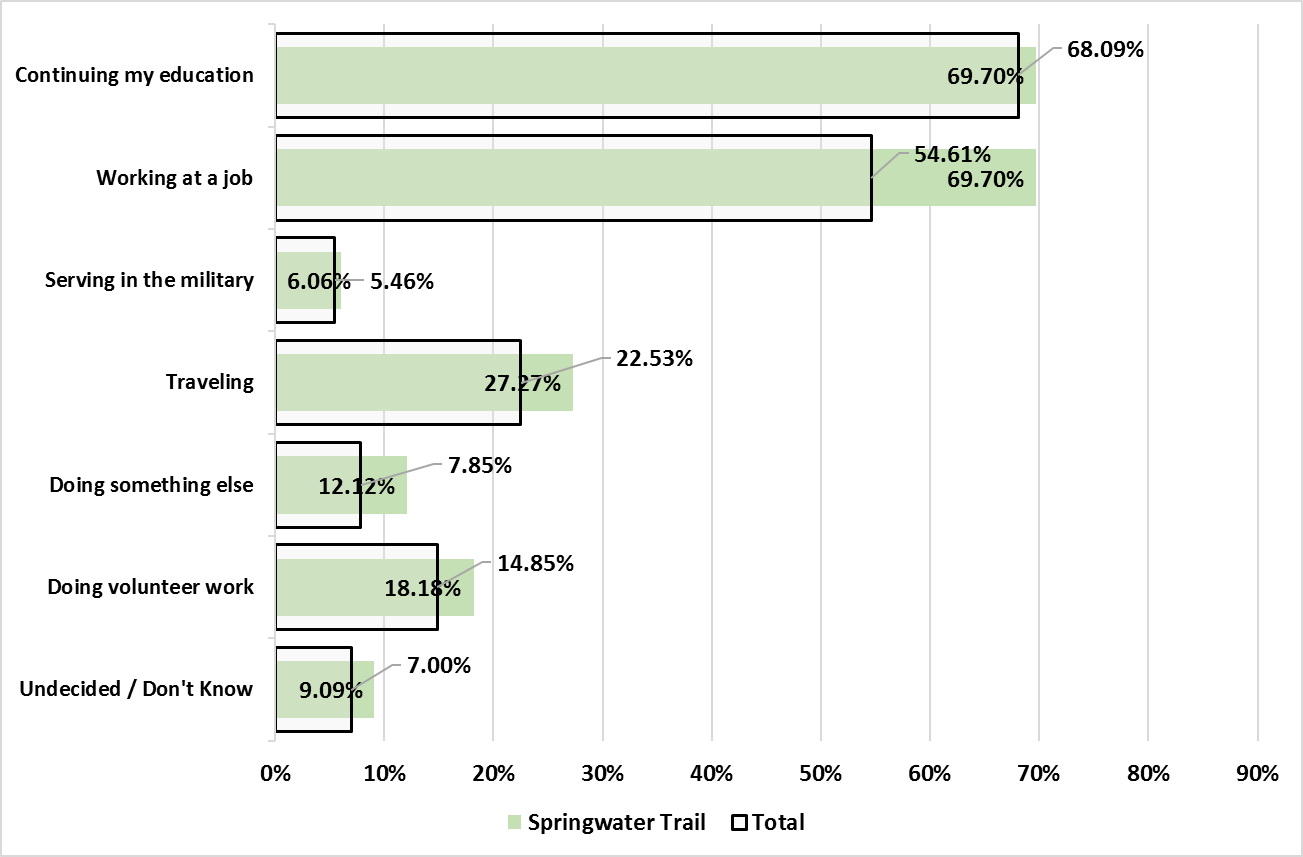 Continuing my education
68.09%
69.70%
Working at a job
54.61%
69.70%
Serving in the military
6.06%
5.46%
Traveling
22.53%
27.27%
Doing something else
7.85%
12.12%
Doing volunteer work
14.85%
18.18%
Undecided / Don't Know
7.00%
9.09%
0% 10% 20% 30% 40% 50% 60% 70% 80% 90%
Springwater Trail Total